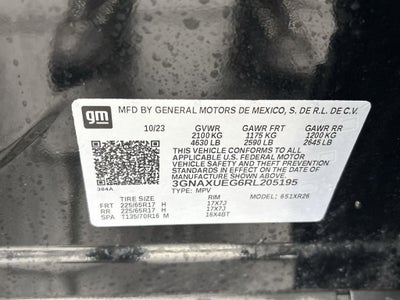 gm
MFD BY GENERAL MOTORS DE MEXICO, S. DE R.L. DE C.V.
10/23 GVWR GAWR FRT GAWR RR
2100 KG 1175 KG 1200 KG
4630 LB 2590 LB 2645 LB
THIS VEHICLE CONFORMS TO ALL
APPLICABLE U.S. FEDERAL MOTOR
VEHICLE SAFETY AND THEFT PREVENTION
STANDARDS IN EFFECT ON THE DATE OF
MANUFACTURE SHOWN ABOVE.
3GNAXUEG6RL205195
TYPE: MPV MODEL: 6S1XR26
384A
TIRE SIZE RIM
FRT 225/65R17 H 17X7J
RR 225/65R17 H 17X7J
SPA T135/70R16 M 16X4BT